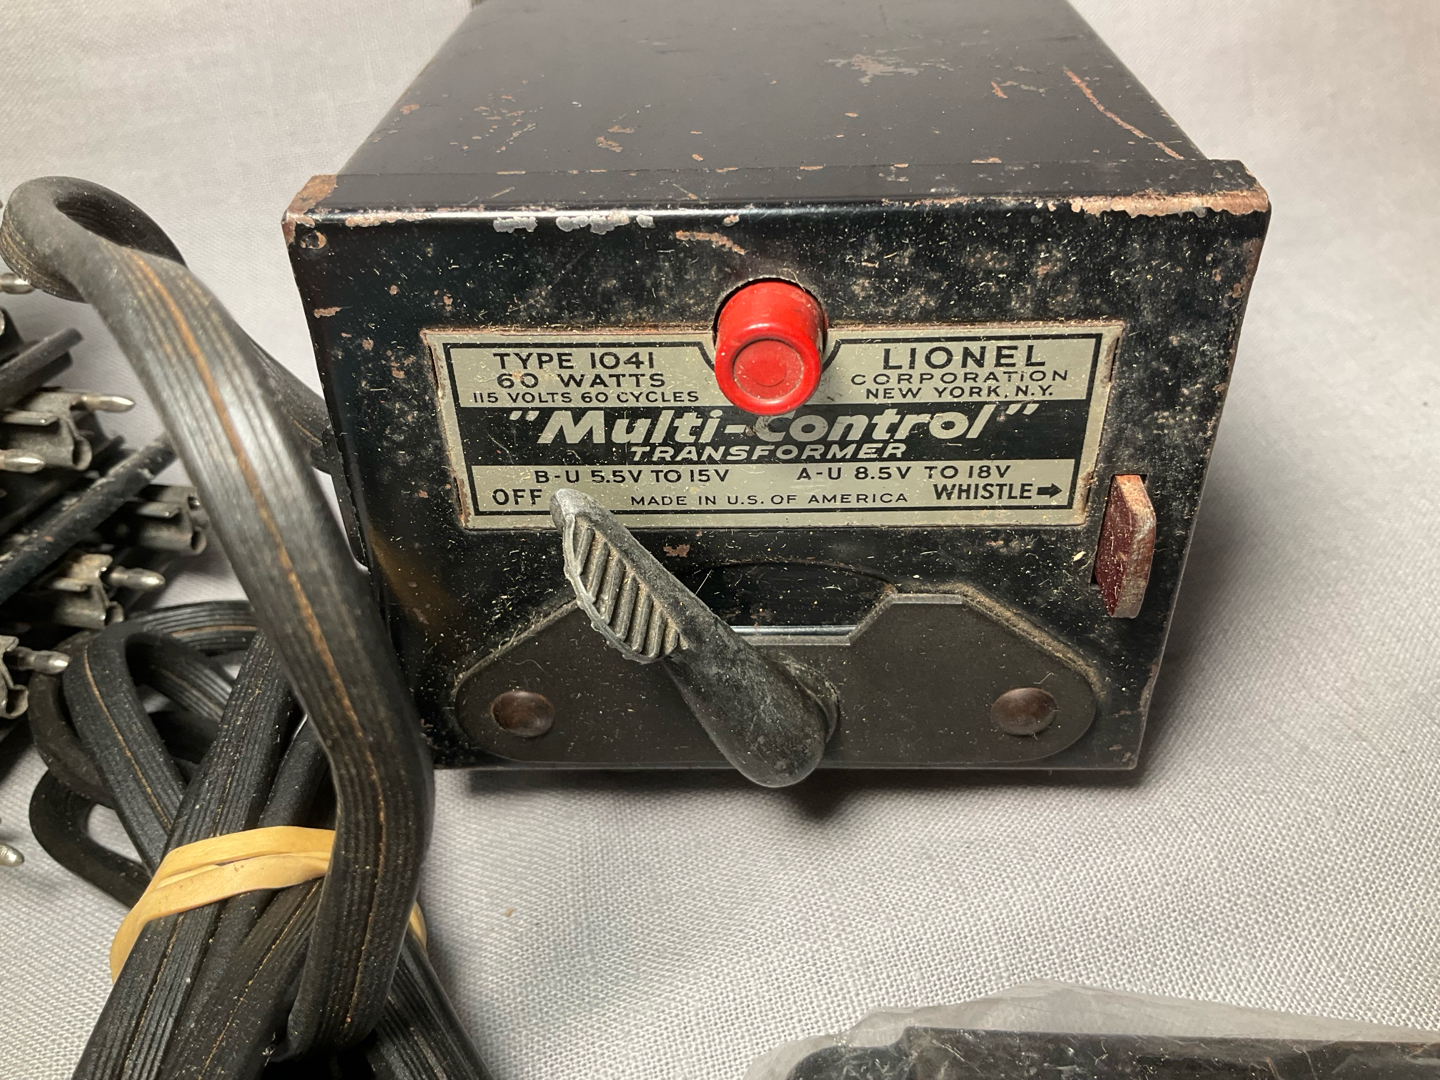 TYPE 1041
60 WATTS
115 VOLTS 60 CYCLES
LIONEL
CORPORATION
NEW YORK, N.Y.
"Multi-Control"
TRANSFORMER
B-U 5.5V TO 15V A-U 8.5V TO 18V
OFF MADE IN U.S. OF AMERICA WHISTLE➡